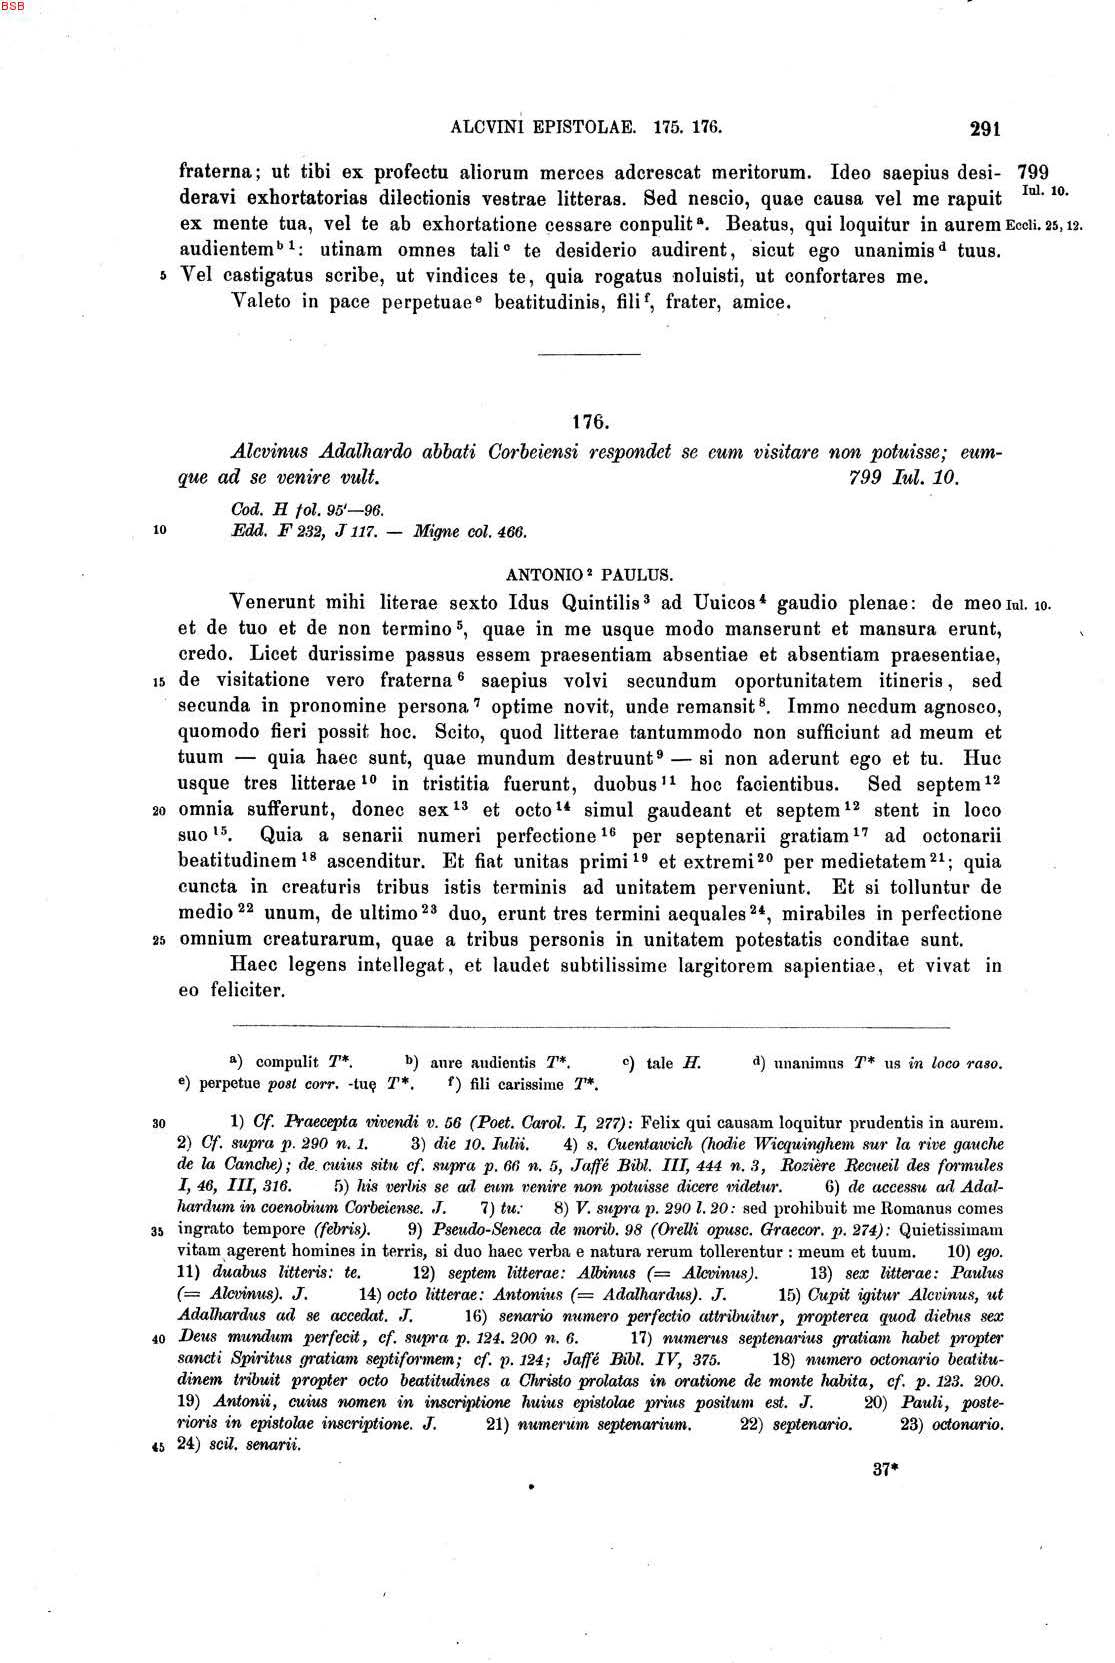 BSB
ALCVINI EPISTOLAE. 175. 176. 291
fraterna; ut tibi ex profectu aliorum merces adcrescat meritorum. Ideo saepius desi- 799
deravi exhortatorias dilectionis vestrae litteras. Sed nescio, quae causa vel me rapuit Iul. 10.
ex mente tua, vel te ab exhortatione cessare conpulit a. Beatus, qui loquitur in aurem Eccli. 25, 12.
audientem b 1: utinam omnes tali c te desiderio audirent, sicut ego unanimis d tuus.
5 Vel castigatus scribe, ut vindices te, quia rogatus noluisti, ut confortares me.
Valeto in pace perpetuae e beatitudinis, fili f, frater, amice.
176.
Alcvinus Adalhardo abbati Corbeiensi respondet se eum visitare non potuisse; eum-
que ad se venire vult. 799 Iul. 10.
Cod. H fol. 95'—96.
10 Edd. F 232, J 117. — Migne col. 466.
ANTONIO 2 PAULUS.
Venerunt mihi literae sexto Idus Quintilis 3 ad Uuicos 4 gaudio plenae: de meo Iul. 10.
et de tuo et de non termino 5, quae in me usque modo manserunt et mansura erunt,
credo. Licet durissime passus essem praesentiam absentiae et absentiam praesentiae,
15 de visitatione vero fraterna 6 saepius volvi secundum oportunitatem itineris, sed
secunda in pronomine persona 7 optime novit, unde remansit 8. Immo necdum agnosco,
quomodo fieri possit hoc. Scito, quod litterae tantummodo non sufficiunt ad meum et
tuum — quia haec sunt, quae mundum destruunt 9 — si non aderunt ego et tu. Huc
usque tres litterae 10 in tristitia fuerunt, duobus 11 hoc facientibus. Sed septem 12
20 omnia sufferunt, donec sex 13 et octo 14 simul gaudeant et septem 12 stent in loco
suo 15. Quia a senarii numeri perfectione 16 per septenarii gratiam 17 ad octonarii
beatitudinem 18 ascenditur. Et fiat unitas primi 19 et extremi 20 per medietatem 21; quia
cuncta in creaturis tribus istis terminis ad unitatem perveniunt. Et si tolluntur de
medio 22 unum, de ultimo 23 duo, erunt tres termini aequales 24, mirabiles in perfectione
25 omnium creaturarum, quae a tribus personis in unitatem potestatis conditae sunt.
Haec legens intellegat, et laudet subtilissime largitorem sapientiae, et vivat in
eo feliciter.
a) compulit T*. b) aure audientis T*. c) tale H. d) unanimus T* us in loco raso.
e) perpetue post corr. -tuę T*. f) fili carissime T*.
30 1) Cf. Praecepta vivendi v. 56 (Poet. Carol. I, 277): Felix qui causam loquitur prudentis in aurem.
2) Cf. supra p. 290 n. 1. 3) die 10. Iulii. 4) s. Cuentawich (hodie Wicquinghem sur la rive gauche
de la Canche); de cuius situ cf. supra p. 66 n. 5, Jaffé Bibl. III, 444 n. 3, Rozière Recueil des formules
I, 46, III, 316. 5) his verbis se ad eum venire non potuisse dicere videtur. 6) de accessu ad Adal-
hardum in coenobium Corbeiense. J. 7) tu. 8) V. supra p. 290 l. 20: sed prohibuit me Romanus comes
35 ingrato tempore (febris). 9) Pseudo-Seneca de morib. 98 (Orelli opusc. Graecor. p. 274): Quietissimam
vitam agerent homines in terris, si duo haec verba e natura rerum tollerentur : meum et tuum. 10) ego.
11) duabus litteris: te. 12) septem litterae: Albinus (= Alcvinus). 13) sex litterae: Paulus
(= Alcvinus). J. 14) octo litterae: Antonius (= Adalhardus). J. 15) Cupit igitur Alcvinus, ut
Adalhardus ad se accedat. J. 16) senario numero perfectio attribuitur, propterea quod diebus sex
40 Deus mundum perfecit, cf. supra p. 124. 200 n. 6. 17) numerus septenarius gratiam habet propter
sancti Spiritus gratiam septiformem; cf. p. 124; Jaffé Bibl. IV, 375. 18) numero octonario beatitu-
dinem tribuit propter octo beatitudines a Christo prolatas in oratione de monte habita, cf. p. 123. 200.
19) Antonii, cuius nomen in inscriptione huius epistolae prius positum est. J. 20) Pauli, poste-
rioris in epistolae inscriptione. J. 21) numerum septenarium. 22) septenario. 23) octonario.
45 24) scil. senarii.
37*